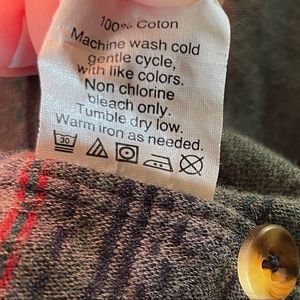 100% Coton
Machine wash cold
gentle cycle,
with like colors.
Non chlorine
bleach only.
Tumble dry low.
Warm iron as needed.
30